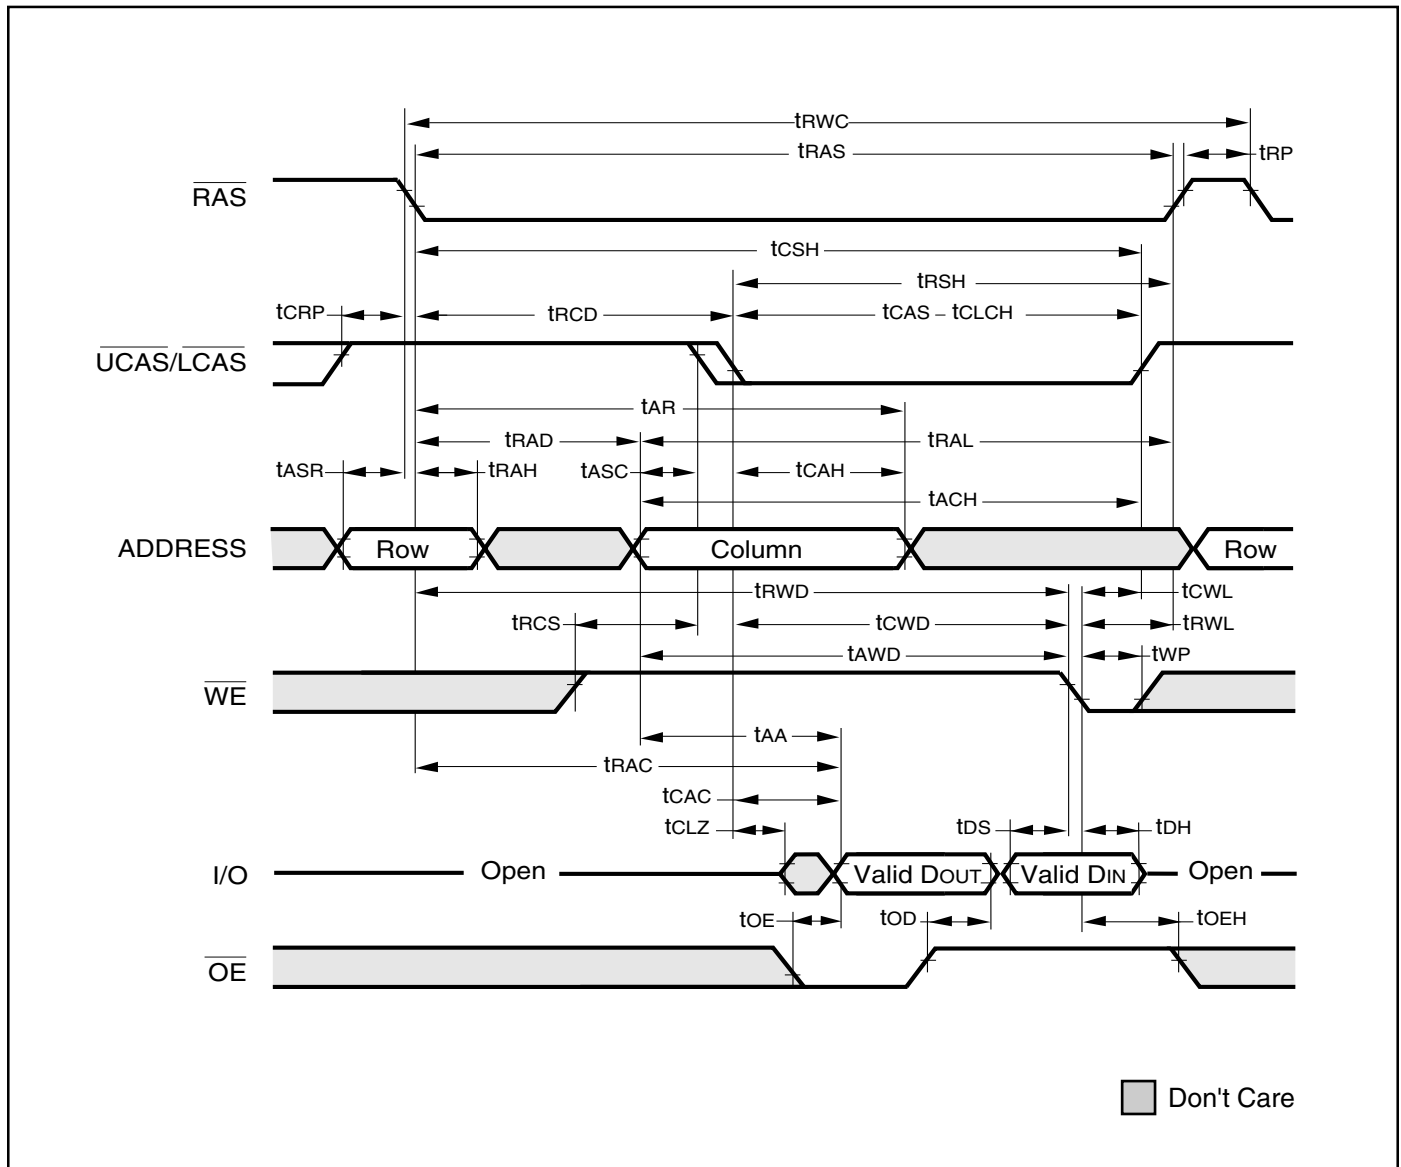 tRWC
tRAS
tRP
RAS
tCSH
tRSH
tCRP
tRCD
tCAS – tCLCH
UCAS/LCAS
tAR
tRAD
tRAL
tASR
tRAH
tASC
tCAH
tACH
ADDRESS
Row
Column
Row
tRWD
tCWL
tRCS
tCWD
tRWL
tAWD
tWP
WE
tAA
tRAC
tCAC
tCLZ
tDS
tDH
I/O
Open
Valid DOUT
Valid DIN
Open
tOE
tOD
tOEH
OE
Don't Care